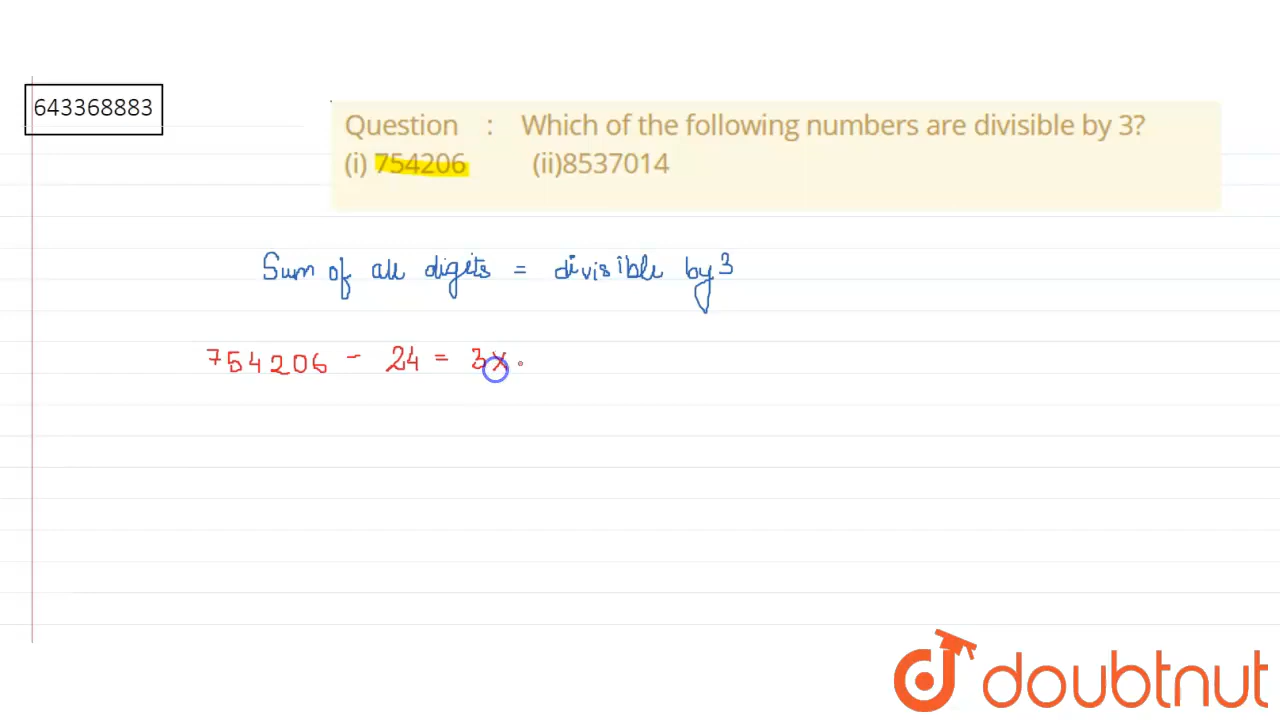 643368883
Question : Which of the following numbers are divisible by 3?
(i) 754206 (ii)8537014
Sum of all digits = divisible by 3
754206 - 24 = 3x
doubtnut